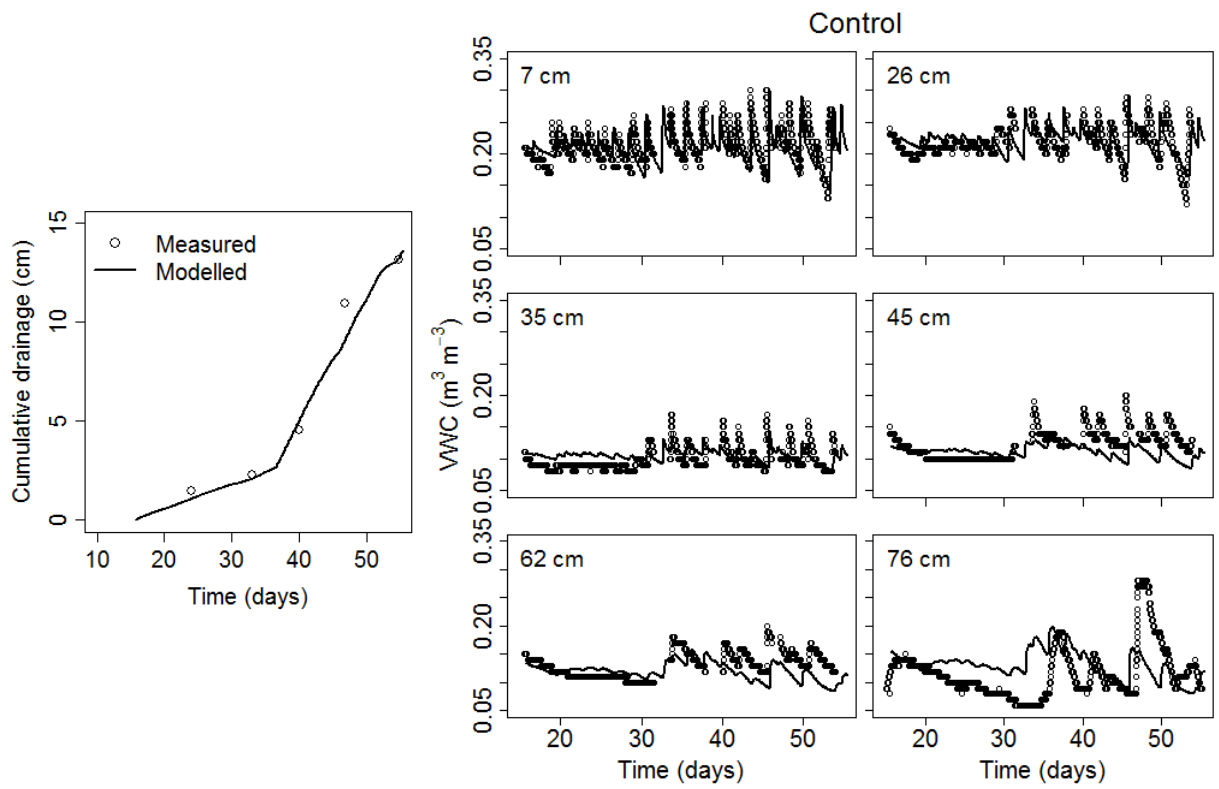 Control
15
10
5
0
Cumulative drainage (cm)
Measured
Modelled
10 20 30 40 50
Time (days)
VWC (m³ m⁻³)
0.35
0.20
0.05
7 cm
26 cm
0.35
0.20
0.05
35 cm
45 cm
0.35
0.20
0.05
62 cm
76 cm
20 30 40 50
20 30 40 50
Time (days)
Time (days)